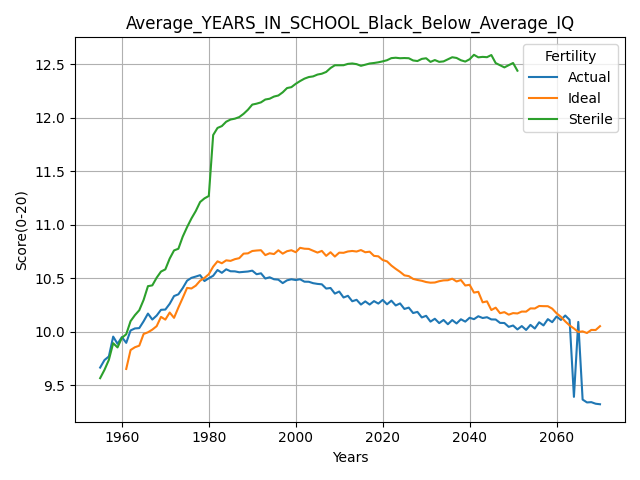 Average_YEARS_IN_SCHOOL_Black_Below_Average_IQ
Score(0-20)
12.5
12.0
11.5
11.0
10.5
10.0
9.5
Fertility
Actual
Ideal
Sterile
1960
1980
2000
2020
2040
2060
Years